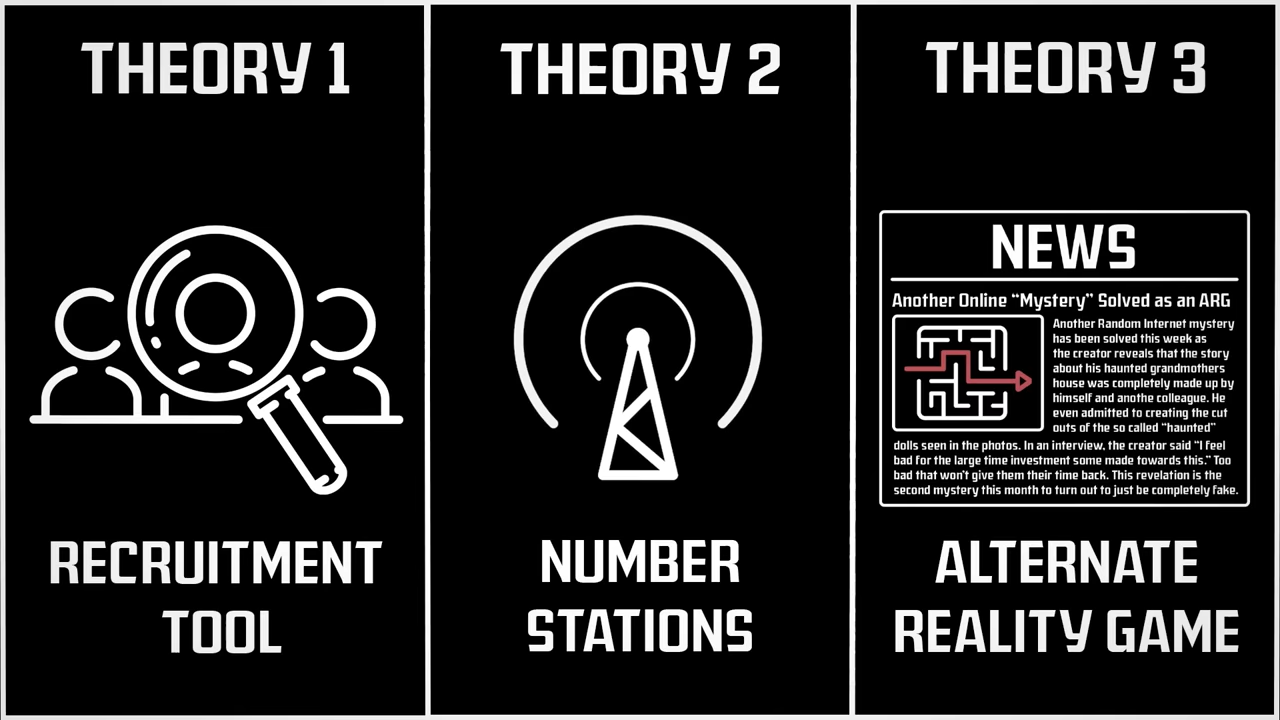 THEORY 1
RECRUITMENT
TOOL
THEORY 2
NUMBER
STATIONS
THEORY 3
NEWS
Another Online “Mystery” Solved as an ARG
Another Random Internet mystery
has been solved this week as
the creator reveals that the story
about his haunted grandmothers
house was completely made up by
himself and anothe colleague. He
even admitted to creating the cut
outs of the so called “haunted”
dolls seen in the photos. In an interview, the creator said “I feel
bad for the large time investment some made towards this.” Too
bad that won’t give them their time back. This revelation is the
second mystery this month to turn out to just be completely fake.
ALTERNATE
REALITY GAME